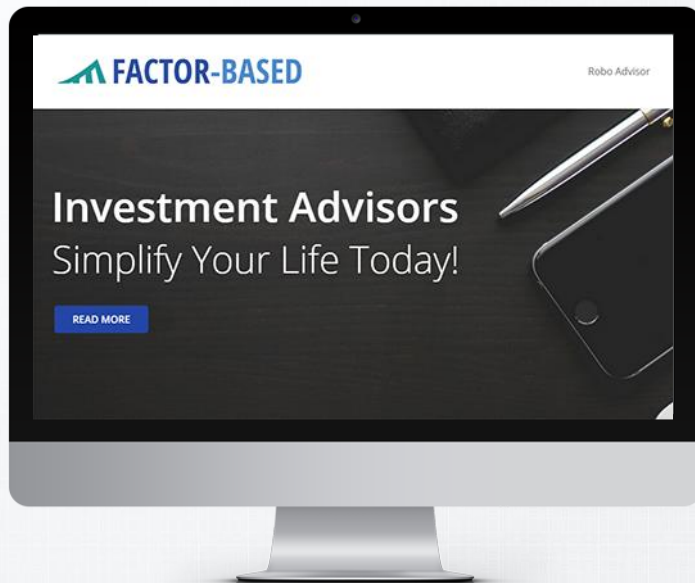 FACTOR-BASED
Robo Advisor
Investment Advisors
Simplify Your Life Today!
READ MORE